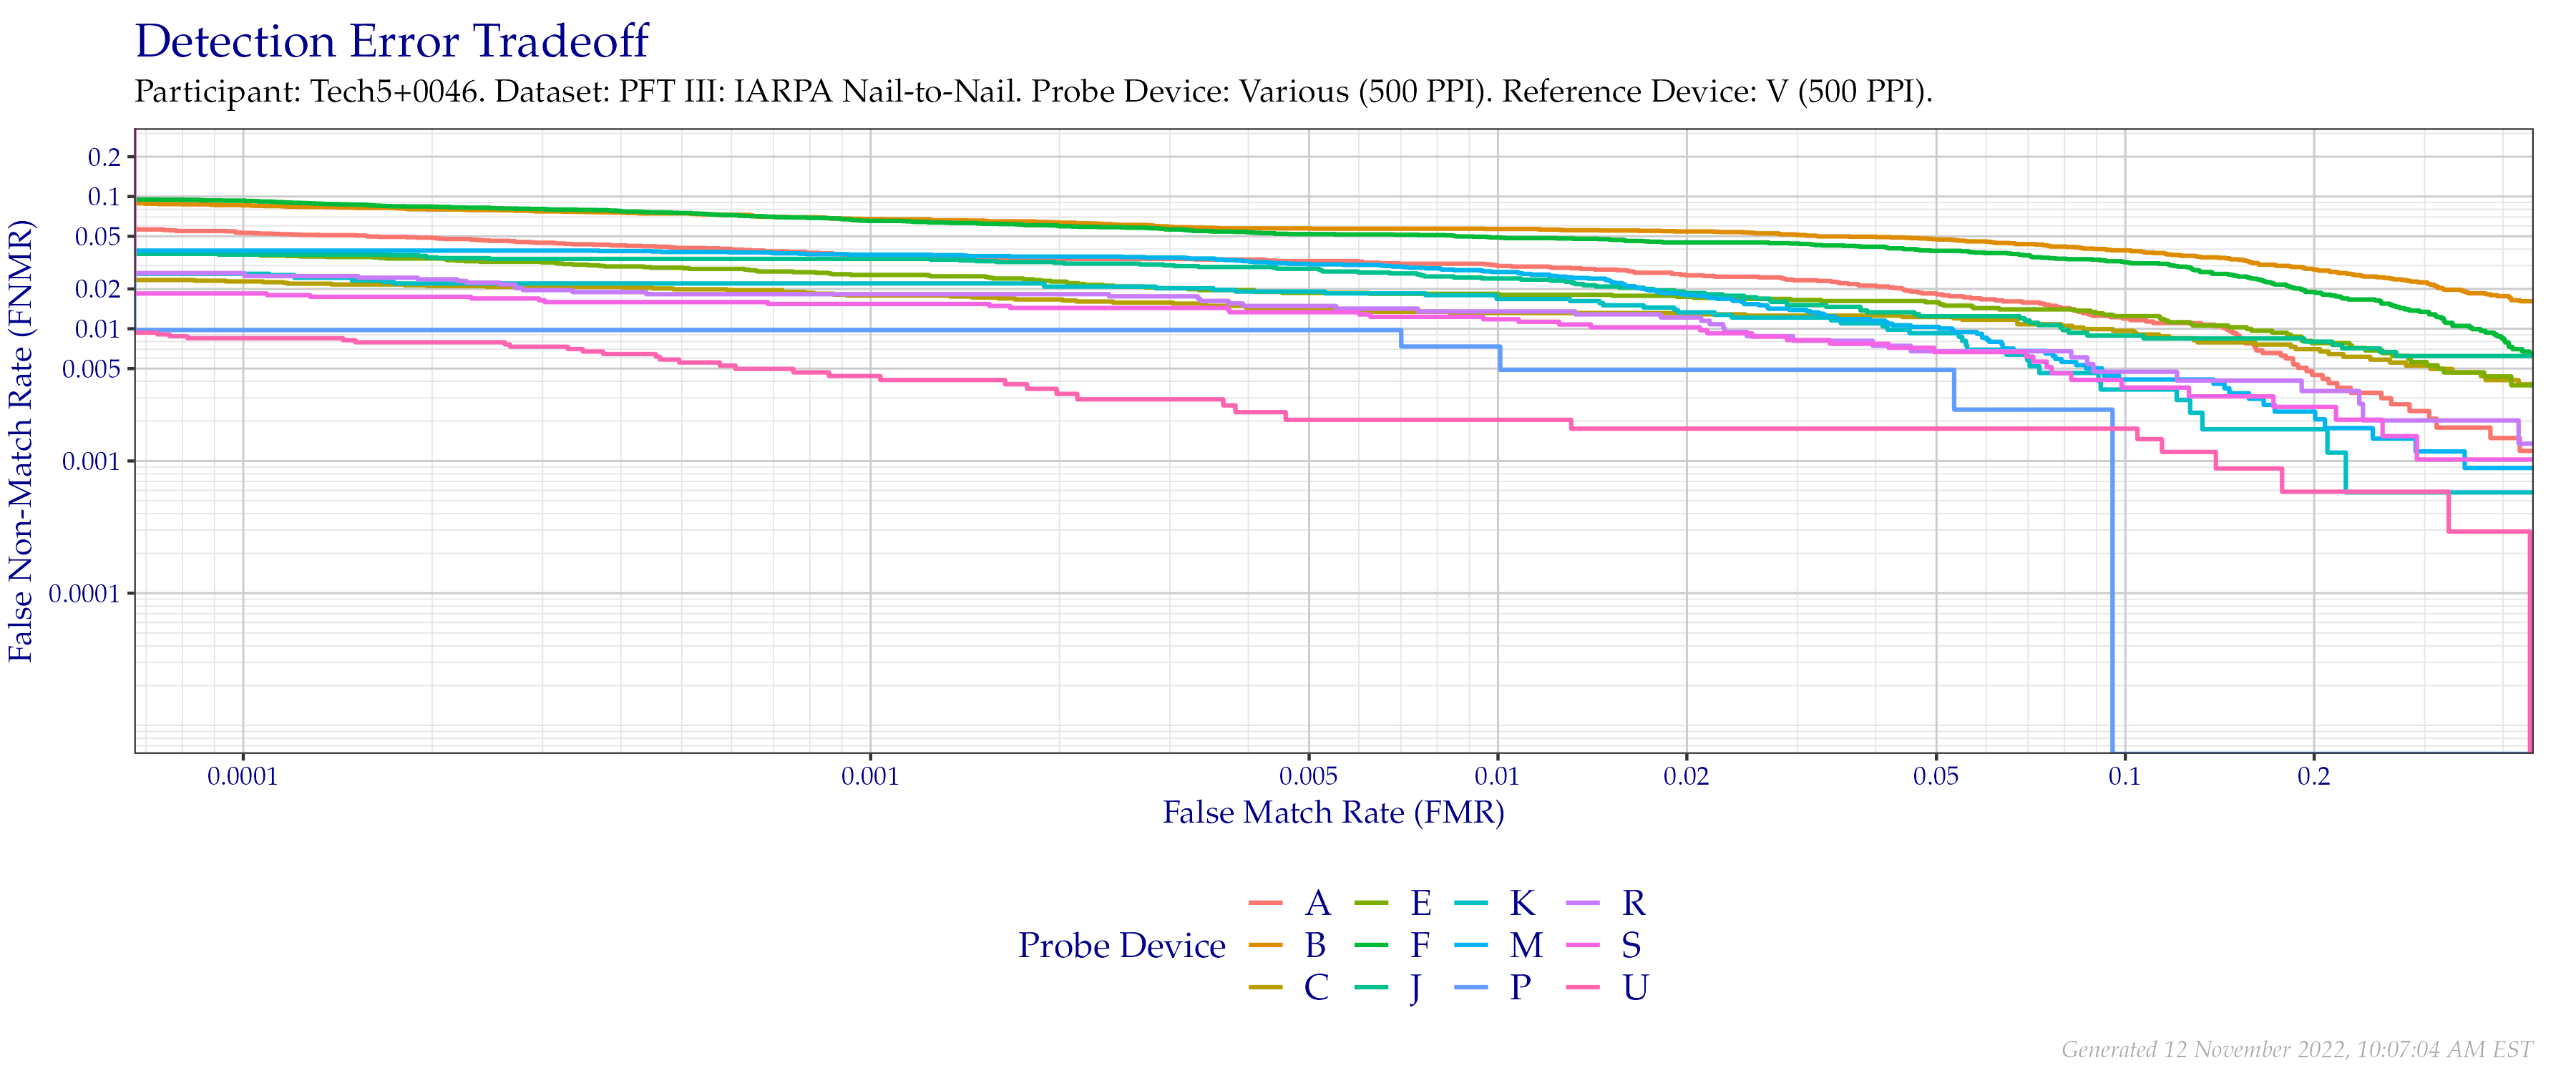 Detection Error Tradeoff
Participant: Tech5+0046. Dataset: PFT III: IARPA Nail-to-Nail. Probe Device: Various (500 PPI). Reference Device: V (500 PPI).
False Non-Match Rate (FNMR)
0.2
0.1
0.05
0.02
0.01
0.005
0.001
0.0001
0.0001 0.001 0.005 0.01 0.02 0.05 0.1 0.2
False Match Rate (FMR)
Probe Device
A E K R
B F M S
C J P U
Generated 12 November 2022, 10:07:04 AM EST